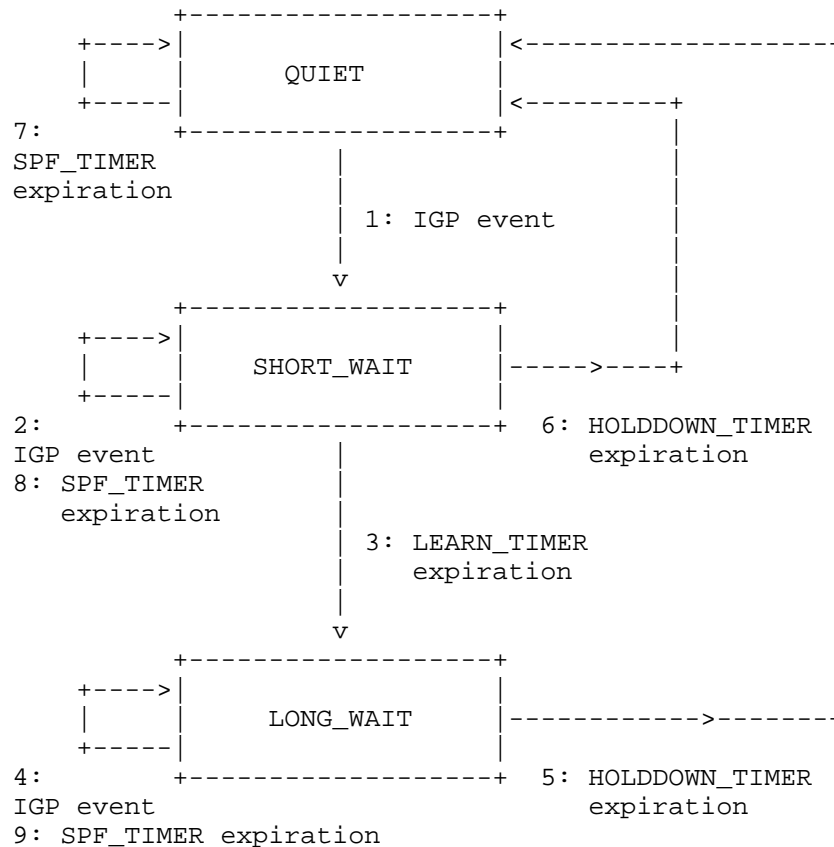 QUIET
7:
SPF_TIMER
expiration
1: IGP event
SHORT_WAIT
2:
6: HOLDDOWN_TIMER
IGP event
expiration
8: SPF_TIMER
expiration
3: LEARN_TIMER
expiration
LONG_WAIT
4:
5: HOLDDOWN_TIMER
IGP event
expiration
9: SPF_TIMER expiration